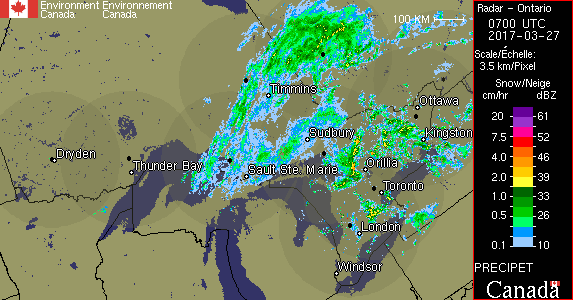 Environment Environnement
Canada Canada
100 KM
Timmins
Ottawa
Sudbury
Kingston
Dryden
Thunder Bay
Sault Ste. Marie
Orillia
Toronto
London
Windsor
Radar - Ontario
0700 UTC
2017-03-27
Scale/Échelle:
3.5 km/Pixel
Snow/Neige
cm/hr dBZ
20 61
7.5 52
4.0 46
2.0 39
1.0 33
0.5 26
0.1 10
PRECIPET
Canada